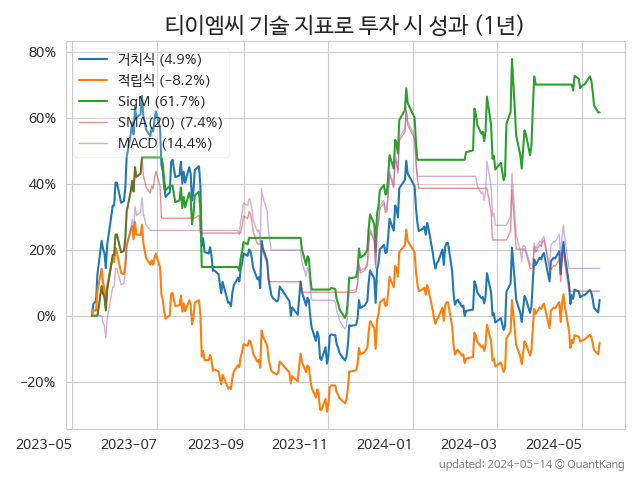 티이엠씨 기술 지표로 투자 시 성과 (1년)
80%
60%
40%
20%
0%
−20%
거치식 (4.9%)
적립식 (-8.2%)
SigM (61.7%)
SMA(20) (7.4%)
MACD (14.4%)
2023-05 2023-07 2023-09 2023-11 2024-01 2024-03 2024-05
updated: 2024-05-14 © QuantKang